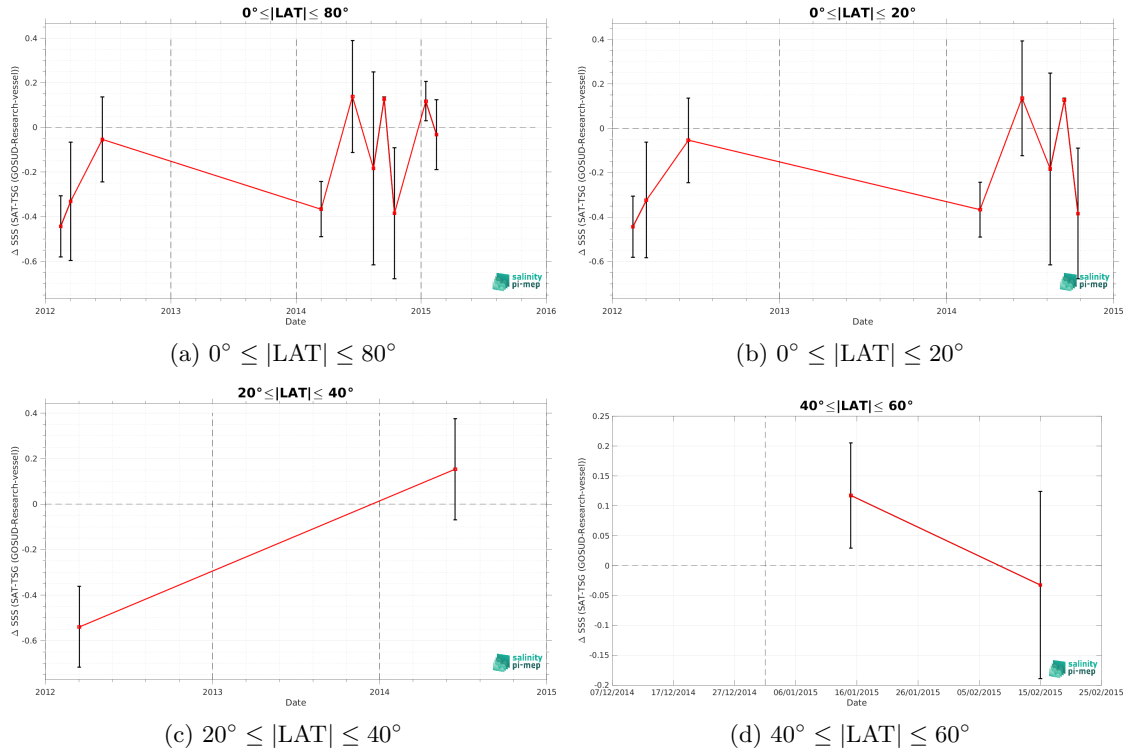 0°≤|LAT|≤ 80°
Δ SSS (SAT-TSG (GOSUD-Research-vessel))
0.4
0.2
0
-0.2
-0.4
-0.6
salinity
pi-mep
2012 2013 2014 2015 2016
Date
(a) 0° ≤ |LAT| ≤ 80°
0°≤|LAT|≤ 20°
Δ SSS (SAT-TSG (GOSUD-Research-vessel))
0.4
0.2
0
-0.2
-0.4
-0.6
salinity
pi-mep
2012 2013 2014 2015
Date
(b) 0° ≤ |LAT| ≤ 20°
20°≤|LAT|≤ 40°
Δ SSS (SAT-TSG (GOSUD-Research-vessel))
0.4
0.2
0
-0.2
-0.4
-0.6
salinity
pi-mep
2012 2013 2014 2015
Date
(c) 20° ≤ |LAT| ≤ 40°
40°≤|LAT|≤ 60°
Δ SSS (SAT-TSG (GOSUD-Research-vessel))
0.25
0.2
0.15
0.1
0.05
0
-0.05
-0.1
-0.15
-0.2
salinity
pi-mep
07/12/2014 17/12/2014 27/12/2014 06/01/2015 16/01/2015 26/01/2015 05/02/2015 15/02/2015 25/02/2015
Date
(d) 40° ≤ |LAT| ≤ 60°